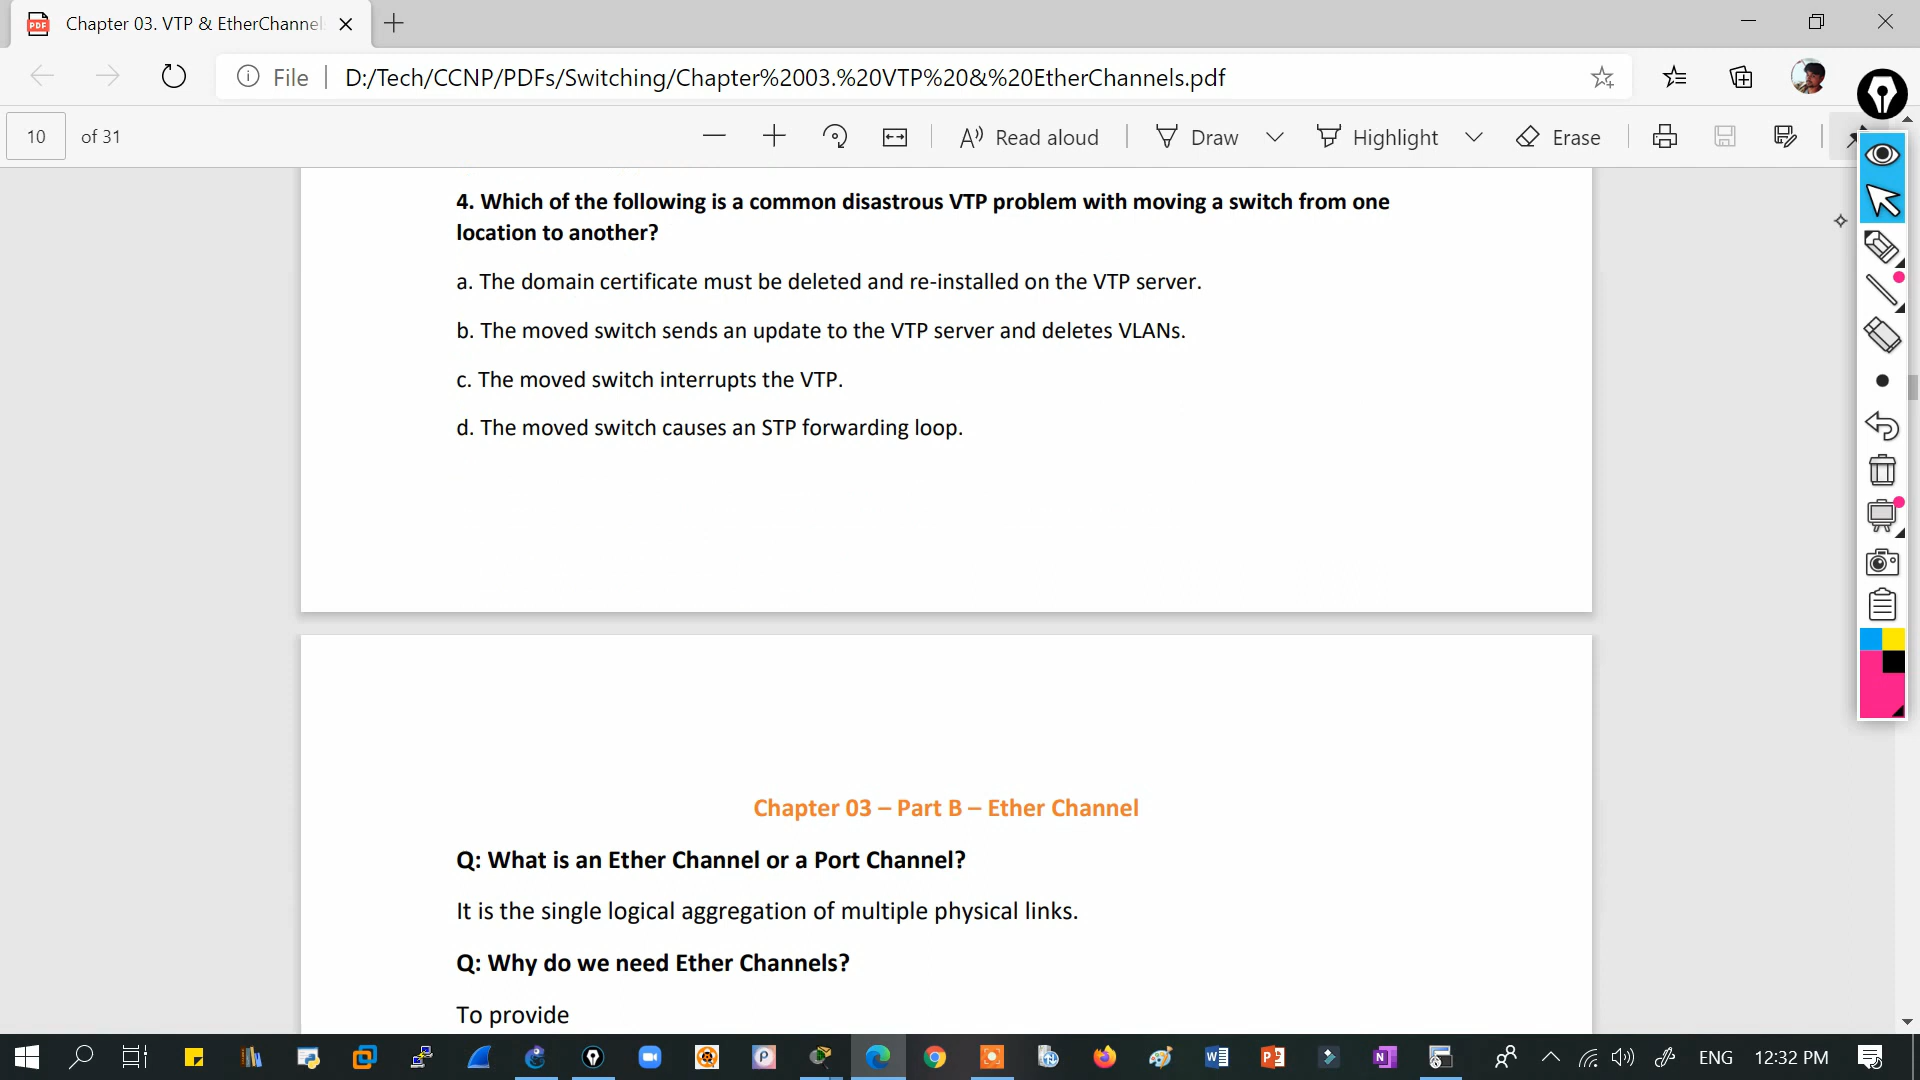 Chapter 03. VTP & EtherChannel
File
D:/Tech/CCNP/PDFs/Switching/Chapter%2003.%20VTP%20&%20EtherChannels.pdf
10 of 31
Read aloud
Draw
Highlight
Erase
4. Which of the following is a common disastrous VTP problem with moving a switch from one
location to another?
a. The domain certificate must be deleted and re-installed on the VTP server.
b. The moved switch sends an update to the VTP server and deletes VLANs.
c. The moved switch interrupts the VTP.
d. The moved switch causes an STP forwarding loop.
Chapter 03 – Part B – Ether Channel
Q: What is an Ether Channel or a Port Channel?
It is the single logical aggregation of multiple physical links.
Q: Why do we need Ether Channels?
To provide
ENG
12:32 PM